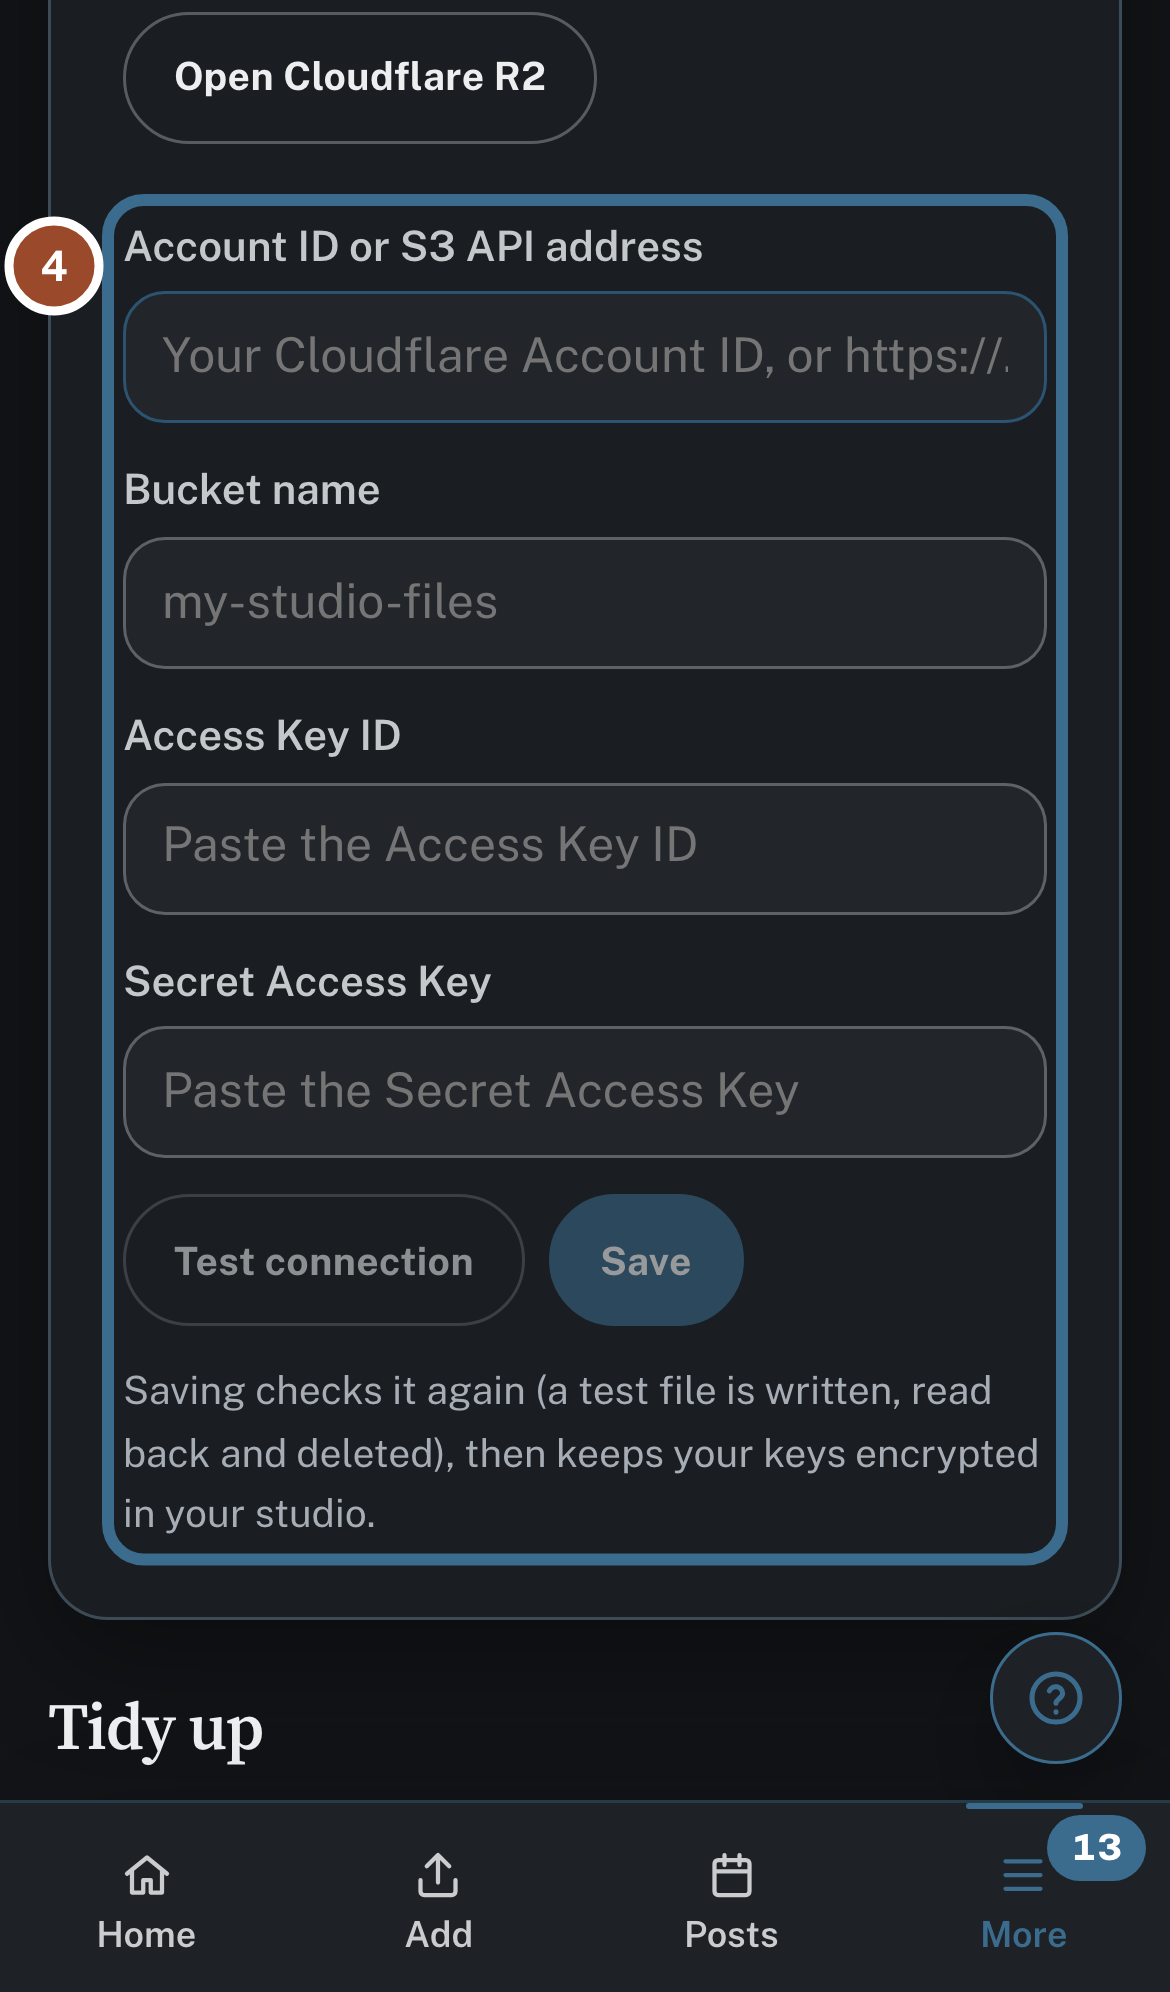 Open Cloudflare R2
4
Account ID or S3 API address
Your Cloudflare Account ID, or https://.
Bucket name
my-studio-files
Access Key ID
Paste the Access Key ID
Secret Access Key
Paste the Secret Access Key
Test connection
Save
Saving checks it again (a test file is written, read
back and deleted), then keeps your keys encrypted
in your studio.
Tidy up
13
Home
Add
Posts
More